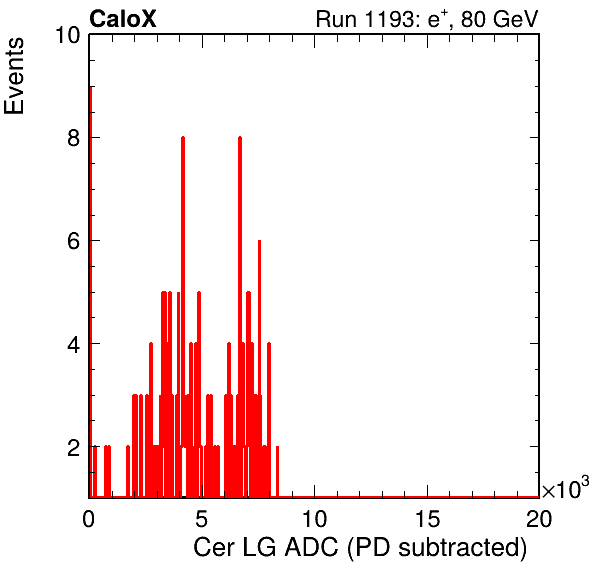 CaloX Run 1193: e+, 80 GeV
Events
10
8
6
4
2
0 5 10 15 20
×10³
Cer LG ADC (PD subtracted)